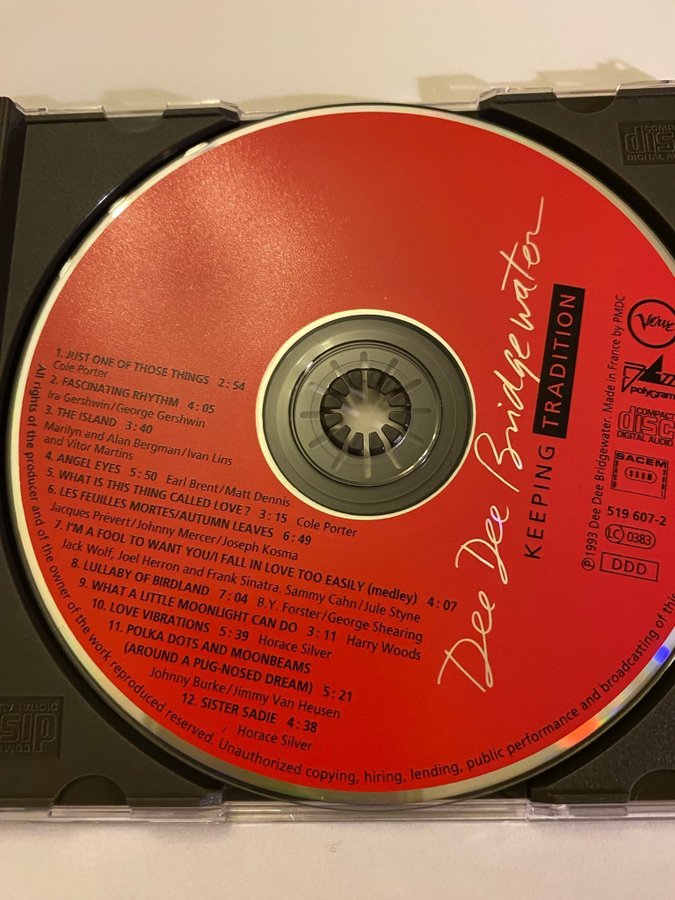 1. JUST ONE OF THOSE THINGS 2:54
Cole Porter
2. FASCINATING RHYTHM 4:05
Ira Gershwin/George Gershwin
3. THE ISLAND 3:40
Marilyn and Alan Bergman/Ivan Lins
and Vitor Martins
4. ANGEL EYES 5:50 Earl Brent/Matt Dennis
5. WHAT IS THIS THING CALLED LOVE? 3:15 Cole Porter
6. LES FEUILLES MORTES/AUTUMN LEAVES 6:49
Jacques Prévert/Johnny Mercer/Joseph Kosma
7. I'M A FOOL TO WANT YOU/I FALL IN LOVE TOO EASILY (medley) 4:07
Jack Wolf, Joel Herron and Frank Sinatra. Sammy Cahn/Jule Styne
8. LULLABY OF BIRDLAND 7:04 B.Y. Forster/George Shearing
9. WHAT A LITTLE MOONLIGHT CAN DO 3:11 Harry Woods
10. LOVE VIBRATIONS 5:39 Horace Silver
11. POLKA DOTS AND MOONBEAMS
(AROUND A PUG-NOSED DREAM) 5:21
Johnny Burke/Jimmy Van Heusen
12. SISTER SADIE 4:38
Horace Silver
Dee Dee Bridgewater
KEEPING TRADITION
Verve
polyGram
COMPACT
disc
DIGITAL AUDIO
SACEM
BIEM
519 607-2
LC 0383
DDD
℗ 1993 Dee Dee Bridgewater. Made in France by PMDC
All rights of the producer and of the owner of the work reproduced reserved. Unauthorized copying, hiring, lending, public performance and broadcasting of this
disc
DIGITAL
disc